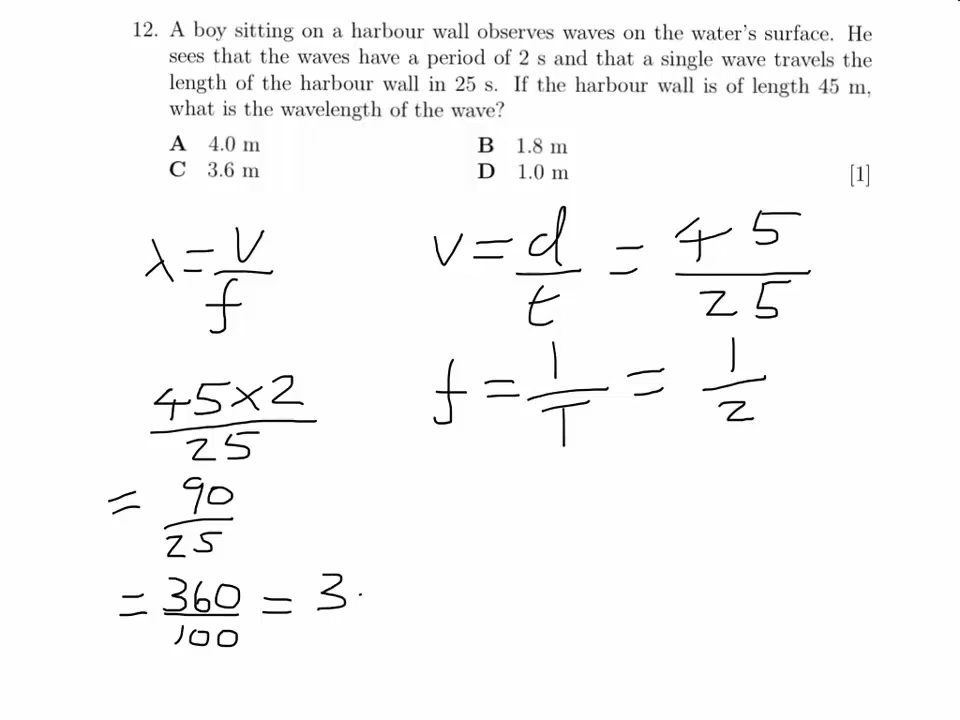 12. A boy sitting on a harbour wall observes waves on the water's surface. He
sees that the waves have a period of 2 s and that a single wave travels the
length of the harbour wall in 25 s. If the harbour wall is of length 45 m,
what is the wavelength of the wave?
A 4.0 m B 1.8 m
C 3.6 m D 1.0 m [1]
λ = v/f v = d/t = 45/25
f = 1/T = 1/2
45×2/25
= 90/25
= 360/100 = 3.